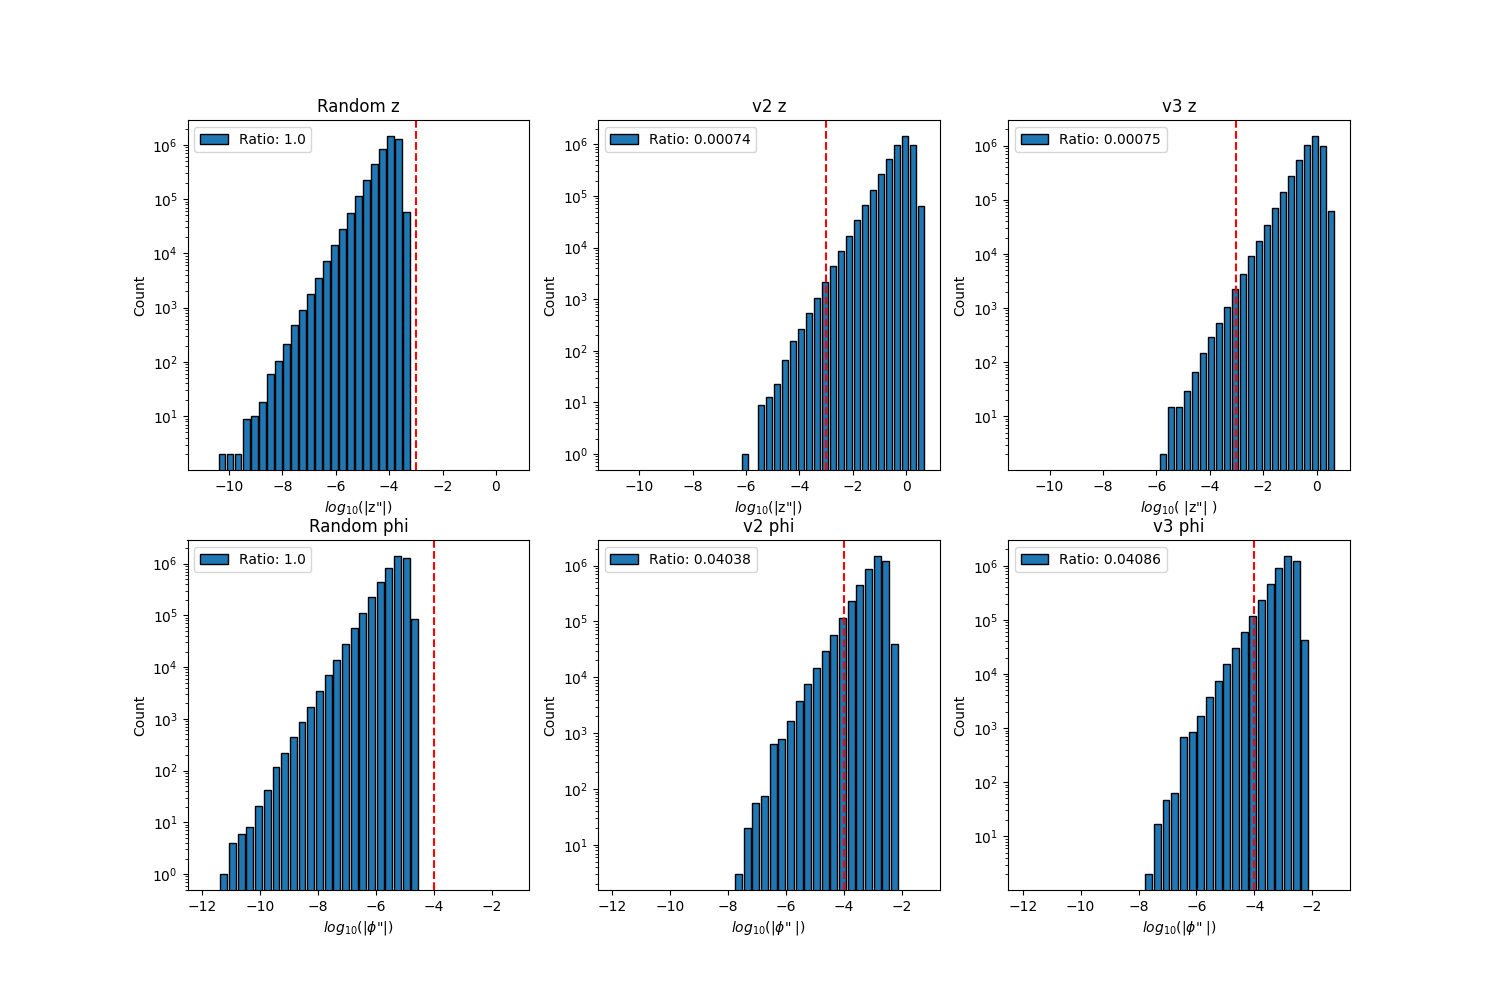 Random z
v2 z
v3 z
Ratio: 1.0
Ratio: 0.00074
Ratio: 0.00075
10^6
10^5
10^4
10^3
10^2
10^1
Count
−10 −8 −6 −4 −2 0
log_10(|z"|)
10^6
10^5
10^4
10^3
10^2
10^1
10^0
Count
−10 −8 −6 −4 −2 0
log_10(|z"|)
10^6
10^5
10^4
10^3
10^2
10^1
Count
−10 −8 −6 −4 −2 0
log_10( |z"| )
Random phi
v2 phi
v3 phi
Ratio: 1.0
Ratio: 0.04038
Ratio: 0.04086
10^6
10^5
10^4
10^3
10^2
10^1
10^0
Count
−12 −10 −8 −6 −4 −2
log_10(|ϕ"|)
10^6
10^5
10^4
10^3
10^2
10^1
Count
−12 −10 −8 −6 −4 −2
log_10(|ϕ" |)
10^6
10^5
10^4
10^3
10^2
10^1
Count
−12 −10 −8 −6 −4 −2
log_10(|ϕ" |)